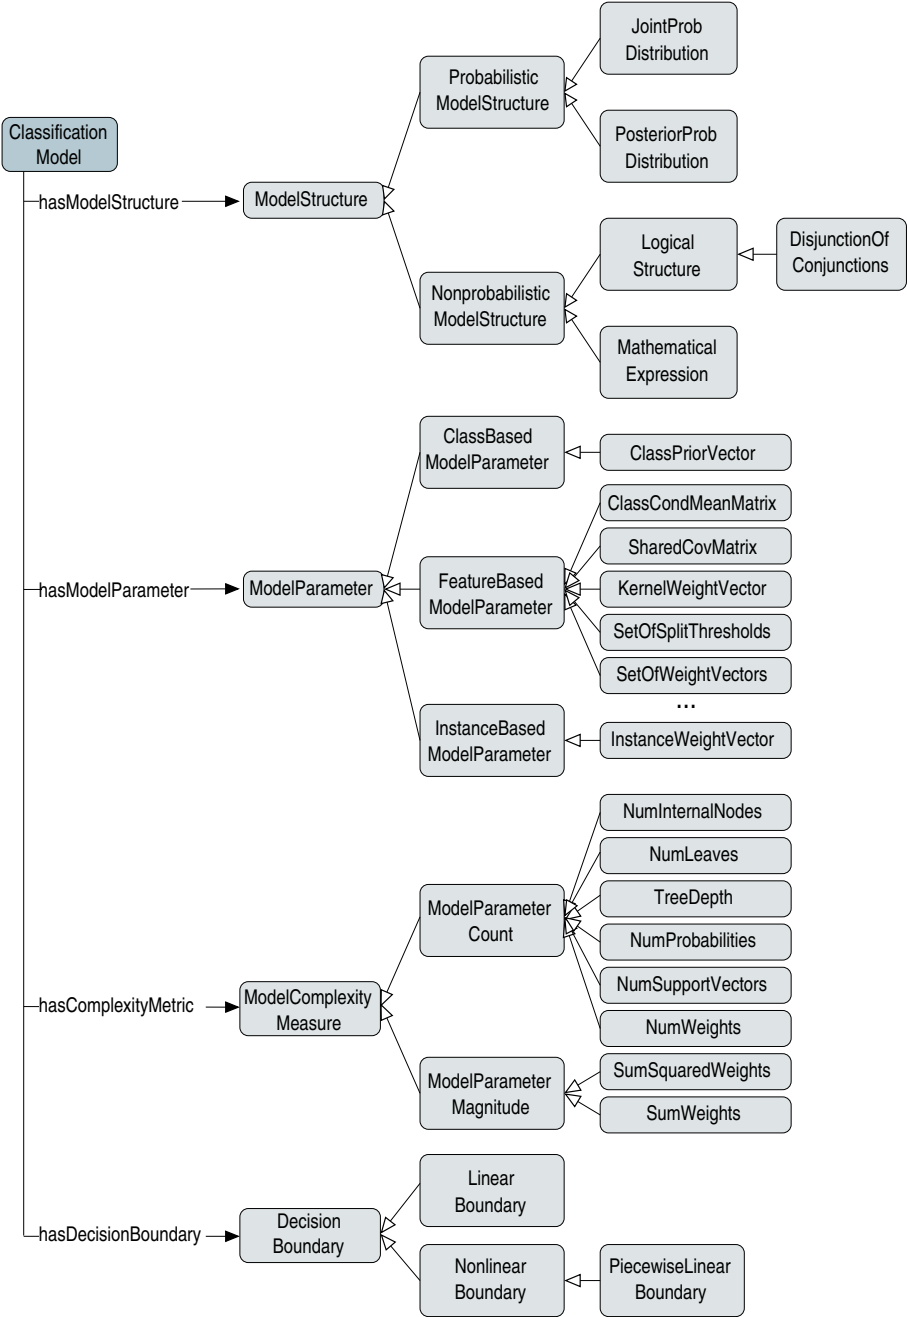 Classification
Model
hasModelStructure
ModelStructure
Probabilistic
ModelStructure
JointProb
Distribution
PosteriorProb
Distribution
Nonprobabilistic
ModelStructure
Logical
Structure
DisjunctionOf
Conjunctions
Mathematical
Expression
hasModelParameter
ModelParameter
ClassBased
ModelParameter
ClassPriorVector
FeatureBased
ModelParameter
ClassCondMeanMatrix
SharedCovMatrix
KernelWeightVector
SetOfSplitThresholds
SetOfWeightVectors
...
InstanceBased
ModelParameter
InstanceWeightVector
hasComplexityMetric
ModelComplexity
Measure
ModelParameter
Count
NumInternalNodes
NumLeaves
TreeDepth
NumProbabilities
NumSupportVectors
NumWeights
ModelParameter
Magnitude
SumSquaredWeights
SumWeights
hasDecisionBoundary
Decision
Boundary
Linear
Boundary
Nonlinear
Boundary
PiecewiseLinear
Boundary